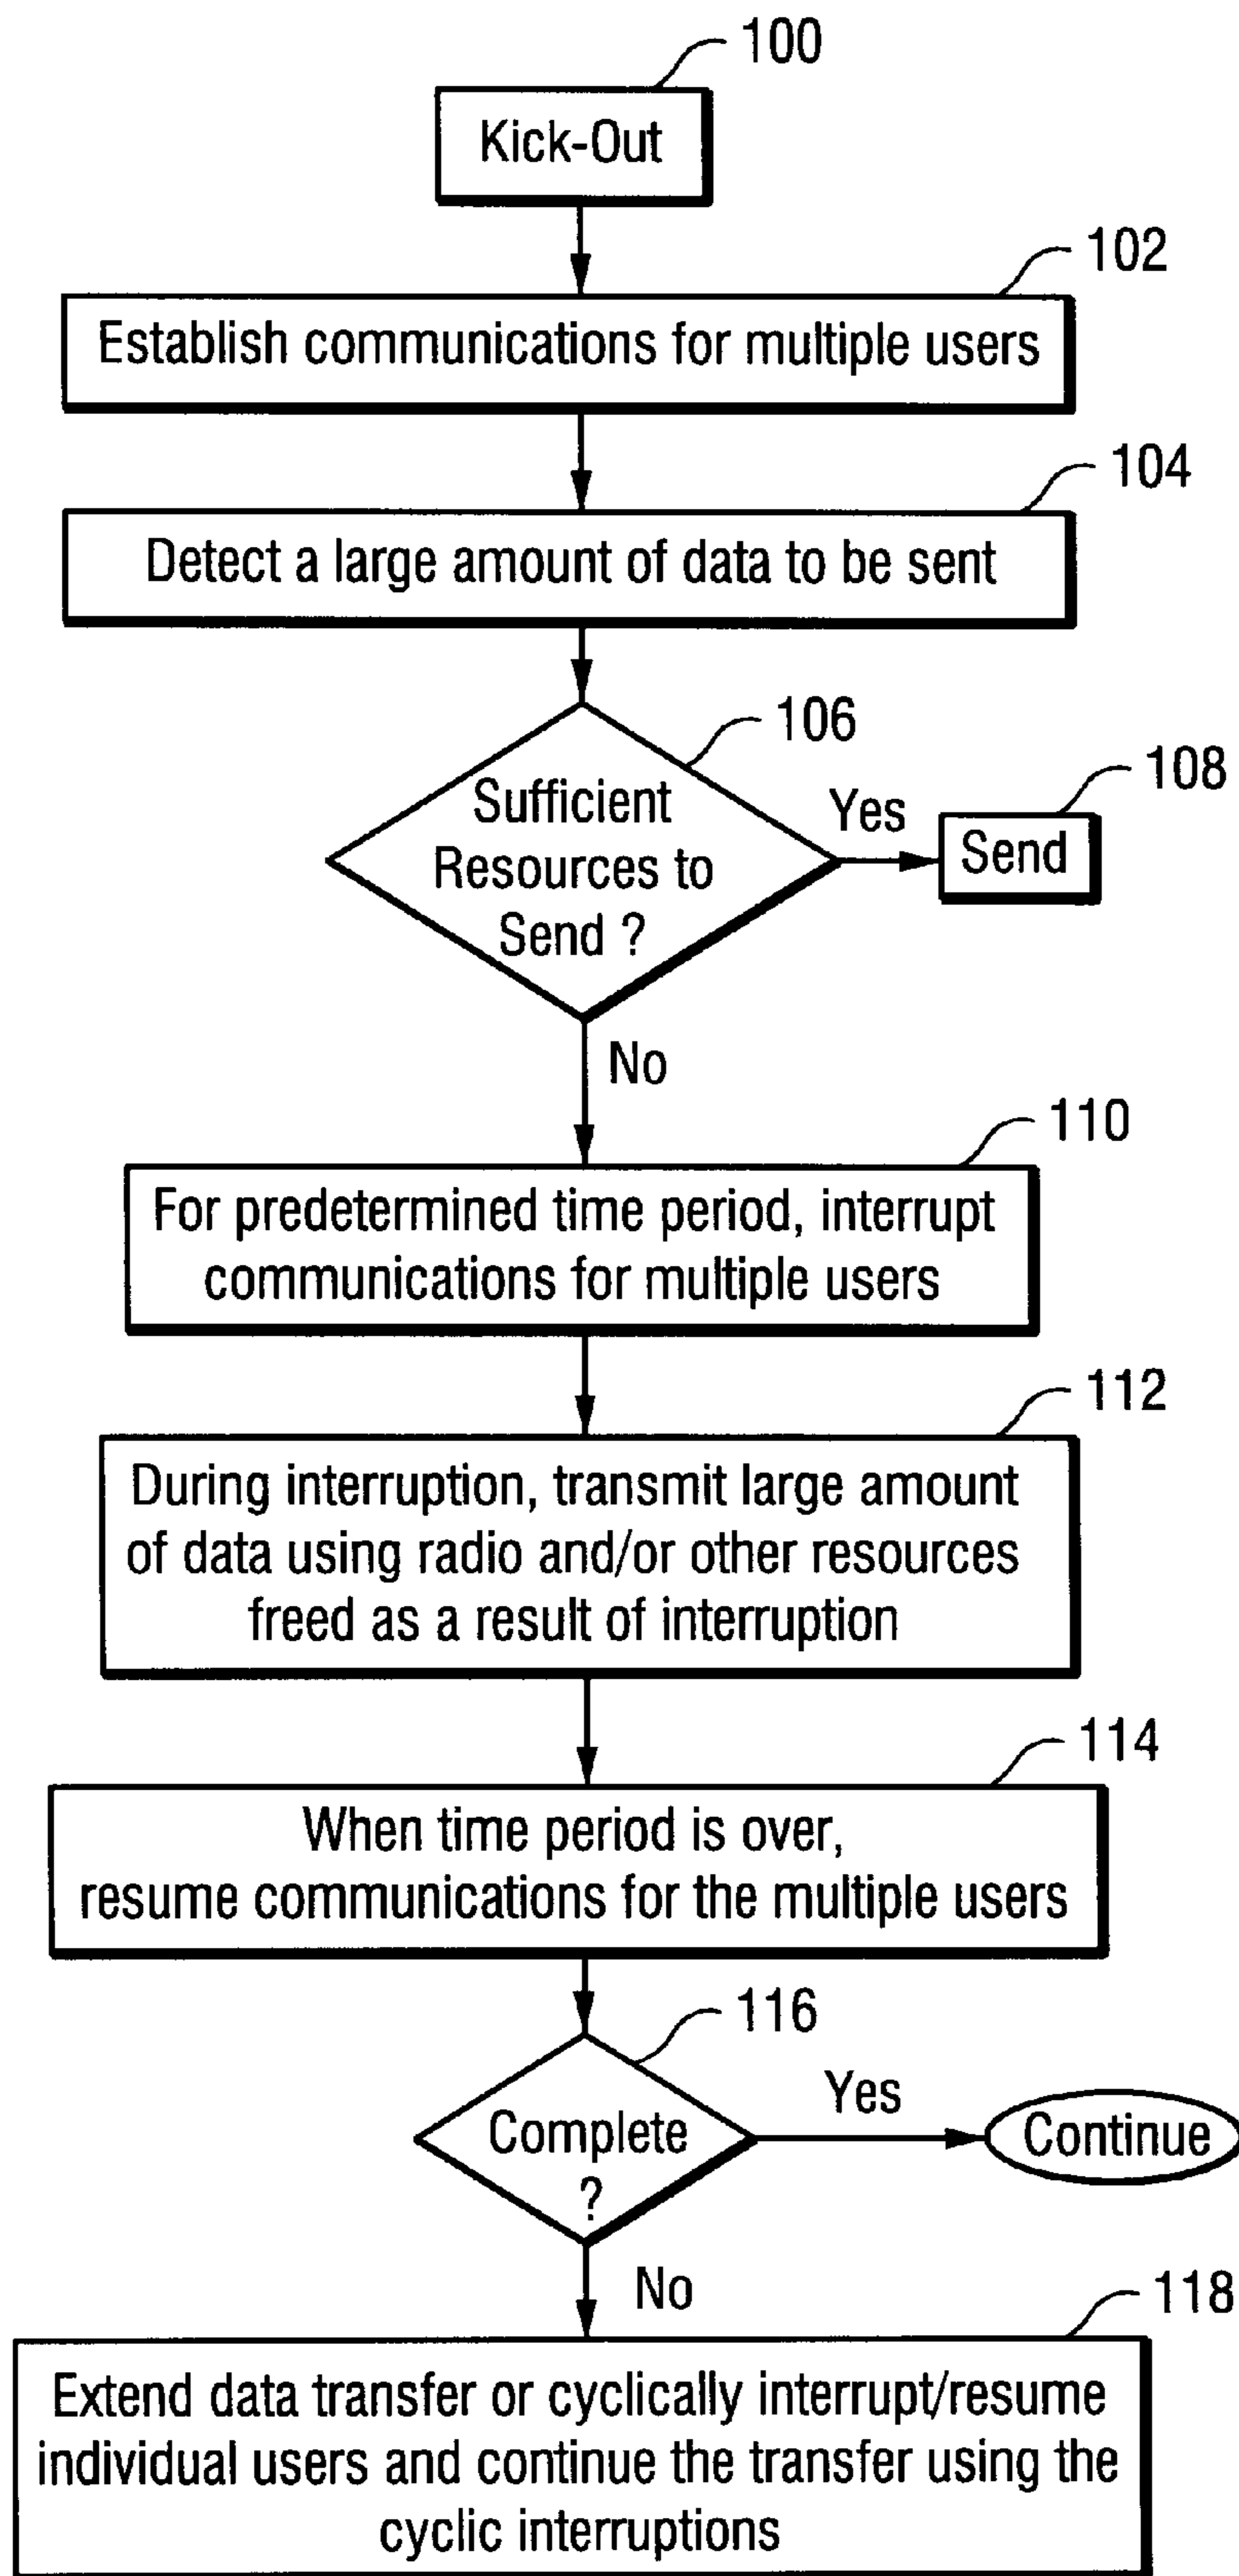 100
Kick-Out
102
Establish communications for multiple users
104
Detect a large amount of data to be sent
106
Sufficient
Resources to
Send ?
Yes
108
Send
No
110
For predetermined time period, interrupt
communications for multiple users
112
During interruption, transmit large amount
of data using radio and/or other resources
freed as a result of interruption
114
When time period is over,
resume communications for the multiple users
116
Complete
?
Yes
Continue
No
118
Extend data transfer or cyclically interrupt/resume
individual users and continue the transfer using the
cyclic interruptions